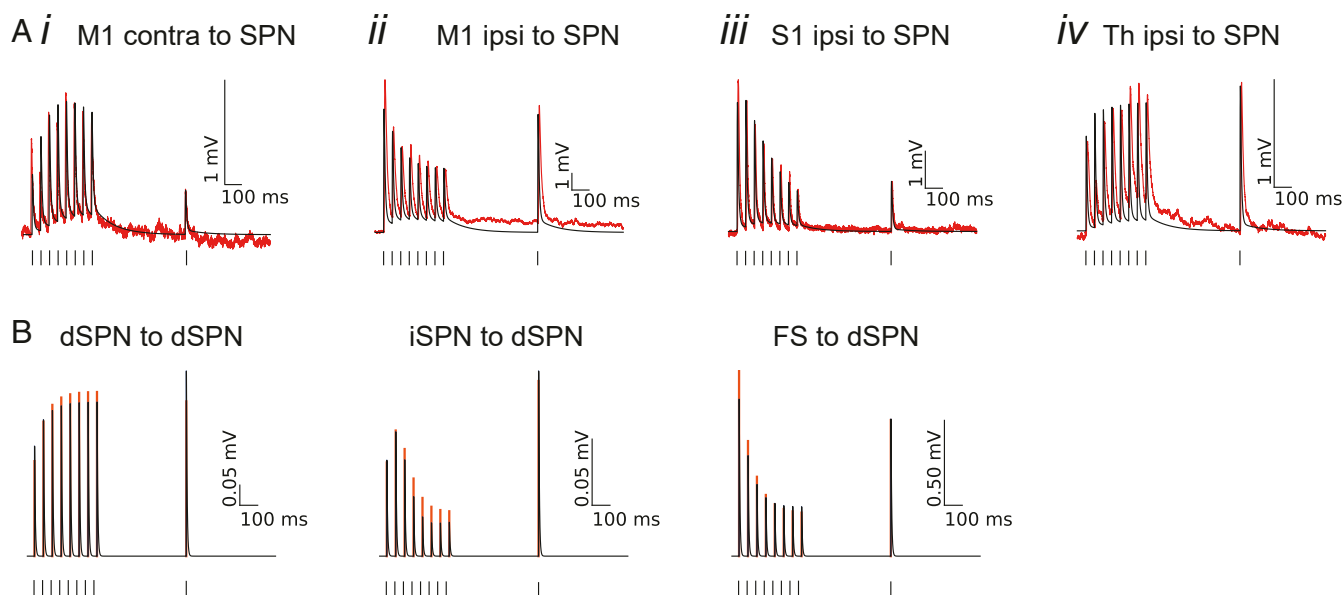 A i M1 contra to SPN
ii M1 ipsi to SPN
iii S1 ipsi to SPN
iv Th ipsi to SPN
1 mV
100 ms
1 mV
100 ms
1 mV
100 ms
1 mV
100 ms
B dSPN to dSPN
iSPN to dSPN
FS to dSPN
0.05 mV
100 ms
0.05 mV
100 ms
0.50 mV
100 ms